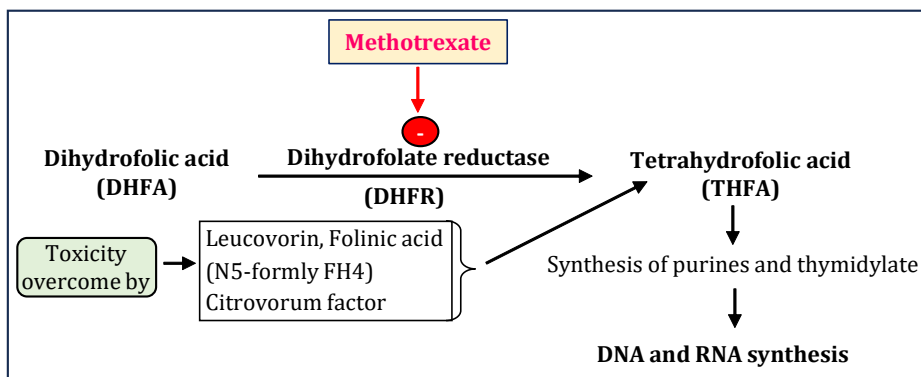 Methotrexate
-
Dihydrofolic acid
(DHFA)
Dihydrofolate reductase
(DHFR)
Tetrahydrofolic acid
(THFA)
Toxicity
overcome by
Leucovorin, Folinic acid
(N5-formly FH4)
Citrovorum factor
Synthesis of purines and thymidylate
DNA and RNA synthesis